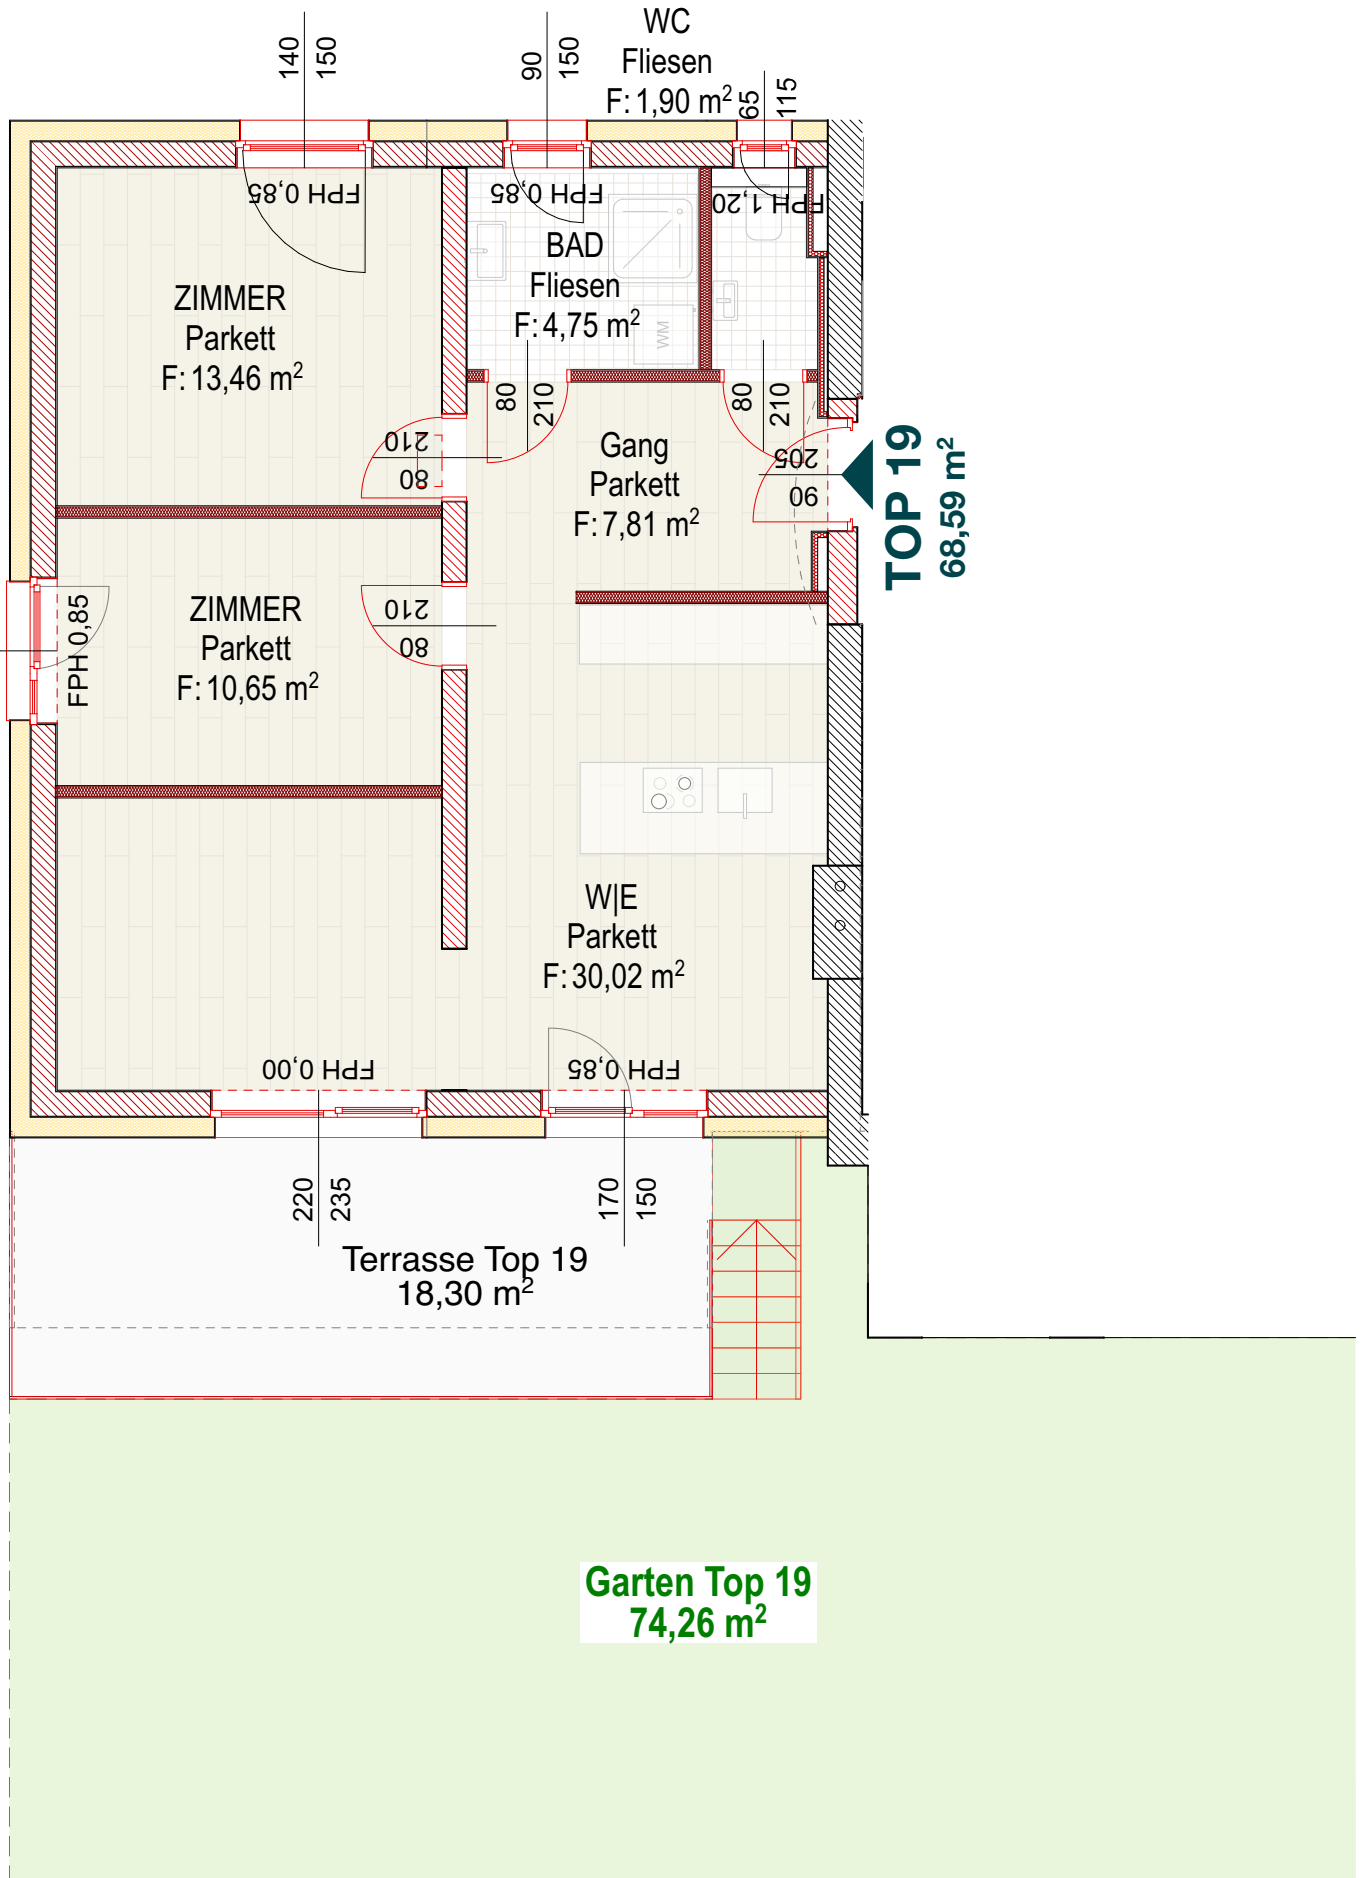 WC
Fliesen
F: 1,90 m²
140
150
90
150
65
115
FPH 0,85
FPH 0,85
FPH 1,20
ZIMMER
Parkett
F: 13,46 m²
BAD
Fliesen
F: 4,75 m²
WM
80
210
80
210
210
80
Gang
Parkett
F: 7,81 m²
205
90
TOP 19
68,59 m²
FPH 0,85
ZIMMER
Parkett
F: 10,65 m²
210
80
W|E
Parkett
F: 30,02 m²
FPH 0,00
FPH 0,85
220
235
170
150
Terrasse Top 19
18,30 m²
Garten Top 19
74,26 m²